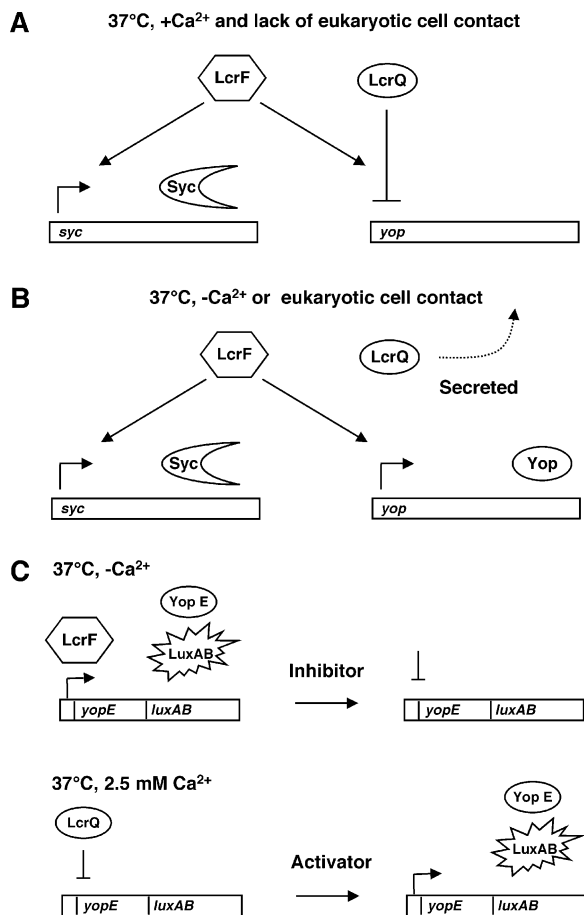 A
37°C, +Ca2+ and lack of eukaryotic cell contact
LcrF
LcrQ
Syc
syc
yop
B
37°C, -Ca2+ or eukaryotic cell contact
LcrF
LcrQ
Secreted
Syc
Yop
syc
yop
C
37°C, -Ca2+
Yop E
LcrF
LuxAB
Inhibitor
yopE luxAB
yopE luxAB
37°C, 2.5 mM Ca2+
Yop E
LcrQ
LuxAB
Activator
yopE luxAB
yopE luxAB